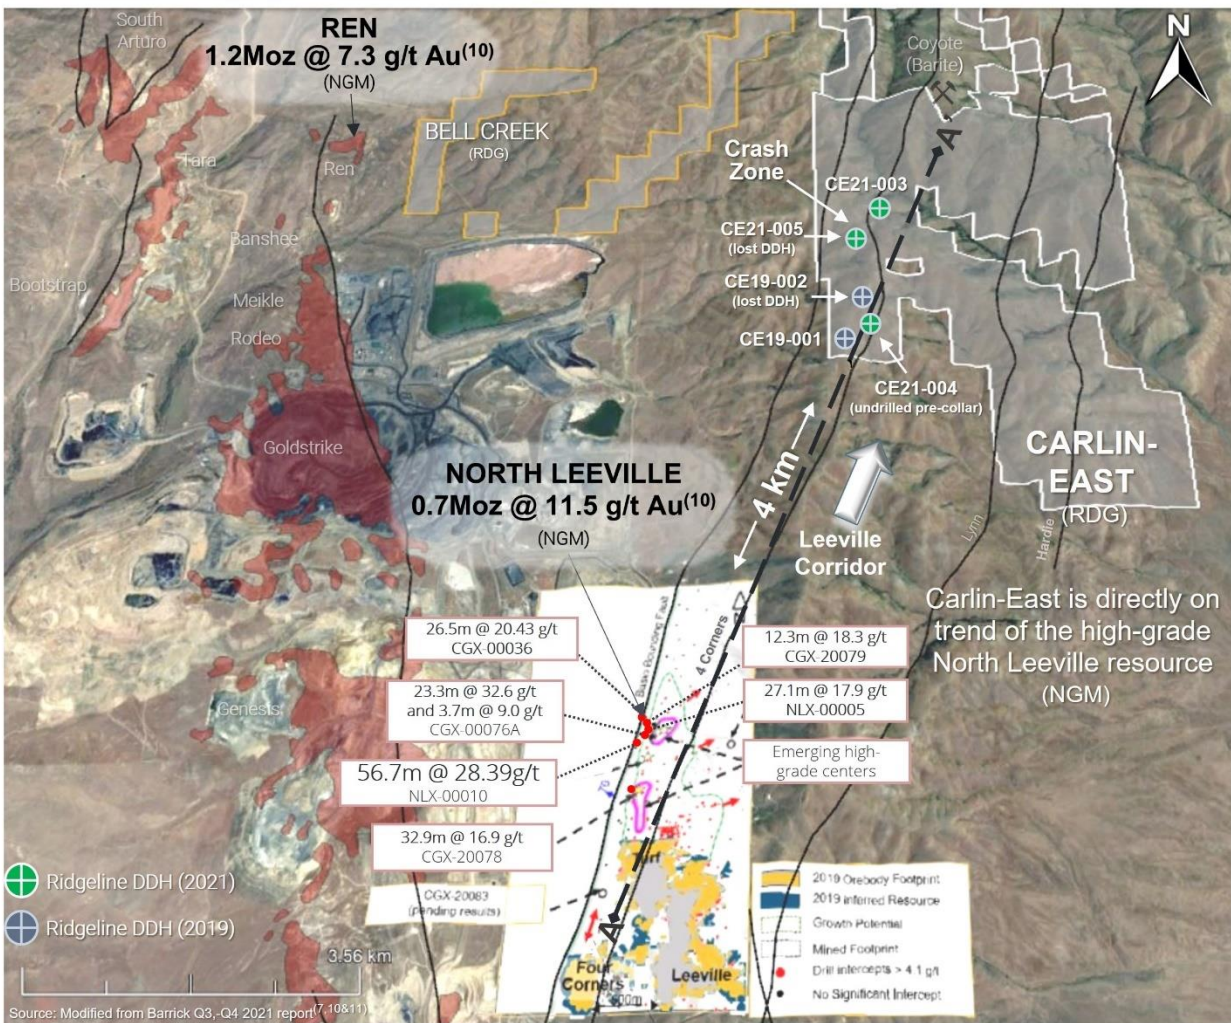 South
Arturo
REN
1.2Moz @ 7.3 g/t Au(10)
(NGM)
Tara
Ren
BELL CREEK
(RDG)
Coyote
(Barite)
N
A
Crash
Zone
CE21-003
CE21-005
(lost DDH)
CE19-002
(lost DDH)
CE19-001
CE21-004
(undrilled pre-collar)
Banshee
Bootstrap
Meikle
Rodeo
Goldstrike
NORTH LEEVILLE
0.7Moz @ 11.5 g/t Au(10)
(NGM)
4 km
Leeville
Corridor
CARLIN-
EAST
(RDG)
Lynn
Hardie
Carlin-East is directly on
trend of the high-grade
North Leeville resource
(NGM)
26.5m @ 20.43 g/t
CGX-00036
23.3m @ 32.6 g/t
and 3.7m @ 9.0 g/t
CGX-00076A
56.7m @ 28.39g/t
NLX-00010
32.9m @ 16.9 g/t
CGX-20078
CGX-20083
(pending results)
12.3m @ 18.3 g/t
CGX-20079
27.1m @ 17.9 g/t
NLX-00005
Emerging high-
grade centers
Bounding Fault
4 Corners
Genesis
Turf
A
Four
Corners
Leeville
Ridgeline DDH (2021)
Ridgeline DDH (2019)
3.56 km
Source: Modified from Barrick Q3,-Q4 2021 report(7,10&11)
2019 Orebody Footprint
2019 Inferred Resource
Growth Potential
Mined Footprint
Drill intercepts > 4.1 g/t
No Significant Intercept